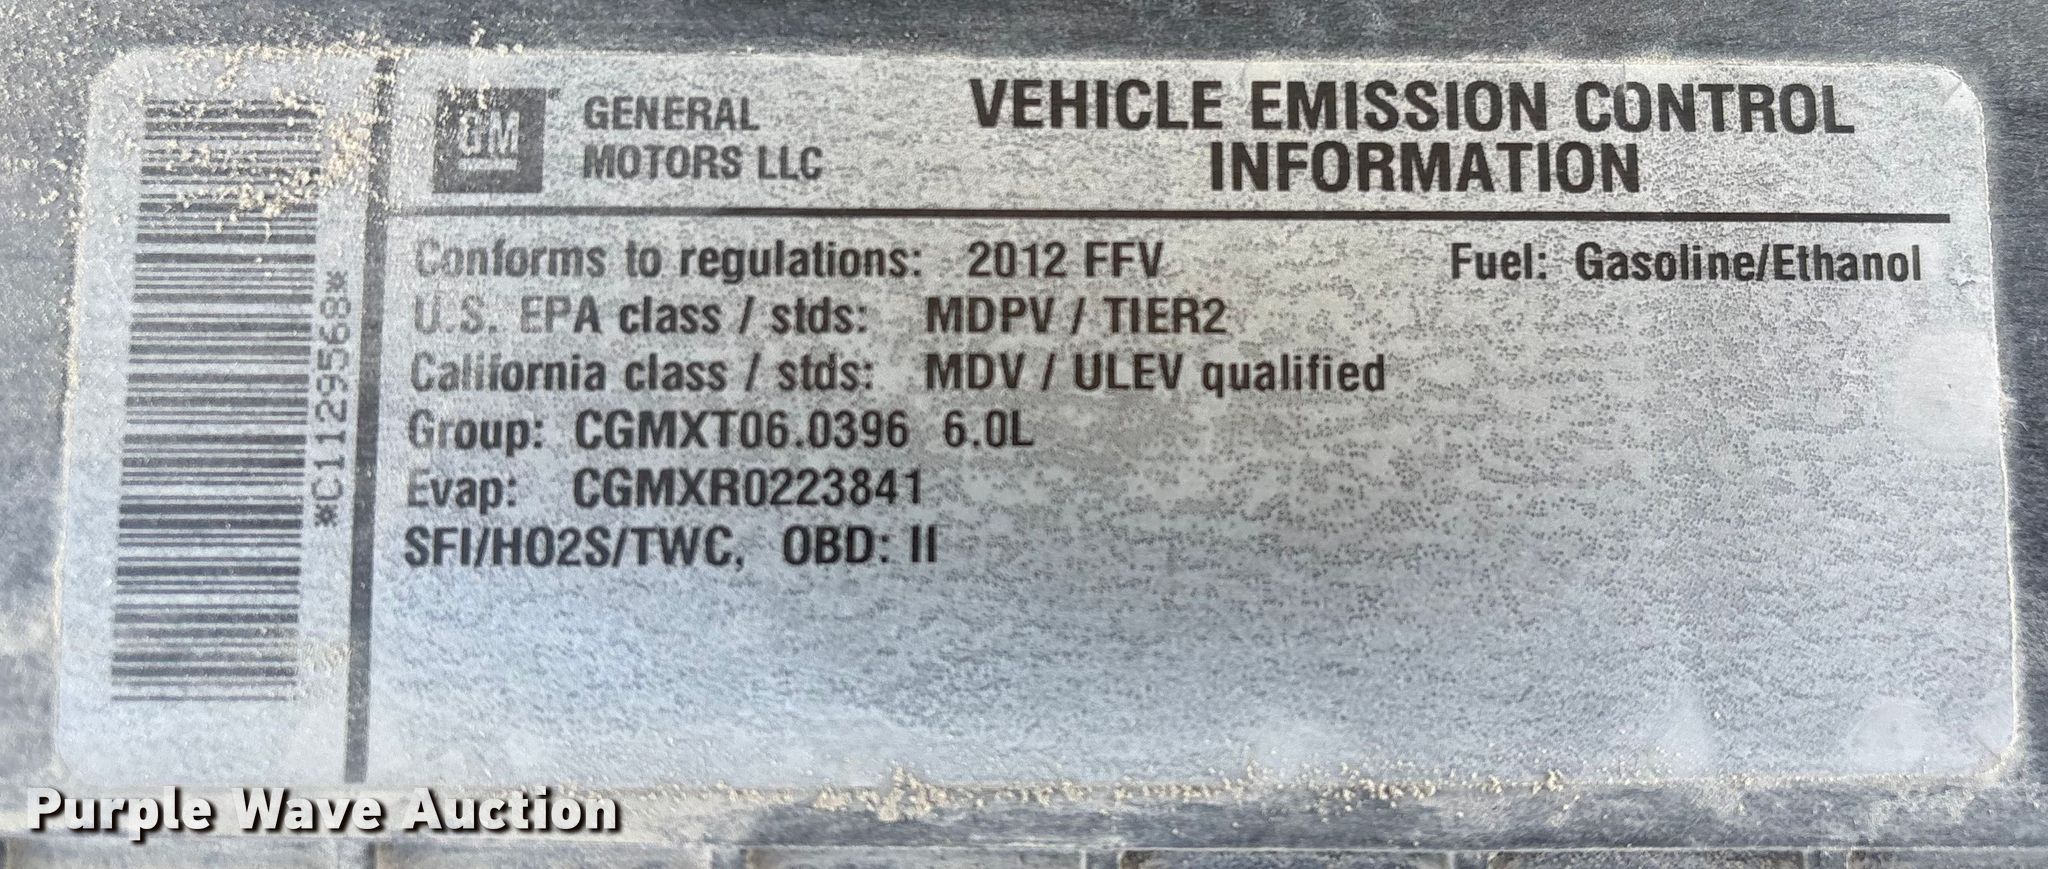 GM
GENERAL
MOTORS LLC
VEHICLE EMISSION CONTROL
INFORMATION
Conforms to regulations: 2012 FFV
Fuel: Gasoline/Ethanol
U.S. EPA class / stds: MDPV / TIER2
California class / stds: MDV / ULEV qualified
Group: CGMXT06.0396 6.0L
Evap: CGMXR0223841
SFI/HO2S/TWC, OBD: II
*C11129556B*
Purple Wave Auction